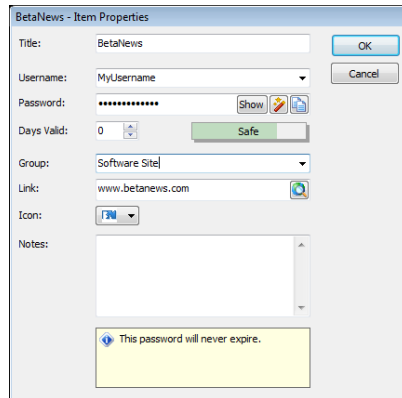 BetaNews - Item Properties
Title: BetaNews
OK
Username: MyUsername
Cancel
Password: ••••••••••••• Show
Days Valid: 0 Safe
Group: Software Site
Link: www.betanews.com
Icon: BN
Notes:
This password will never expire.